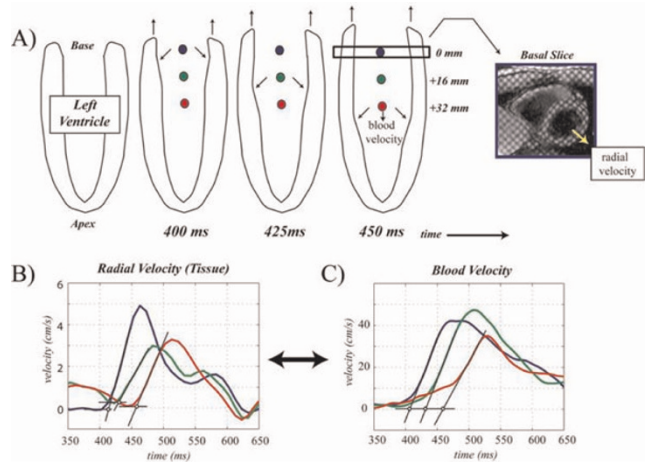 A)
Base
Left
Ventricle
Apex
400 ms
425ms
0 mm
+16 mm
+32 mm
blood
velocity
450 ms
time
Basal Slice
radial
velocity
B)
Radial Velocity (Tissue)
velocity (cm/s)
6
4
2
0
350 400 450 500 550 600 650
time (ms)
C)
Blood Velocity
velocity (cm/s)
40
20
0
350 400 450 500 550 600 650
time (ms)